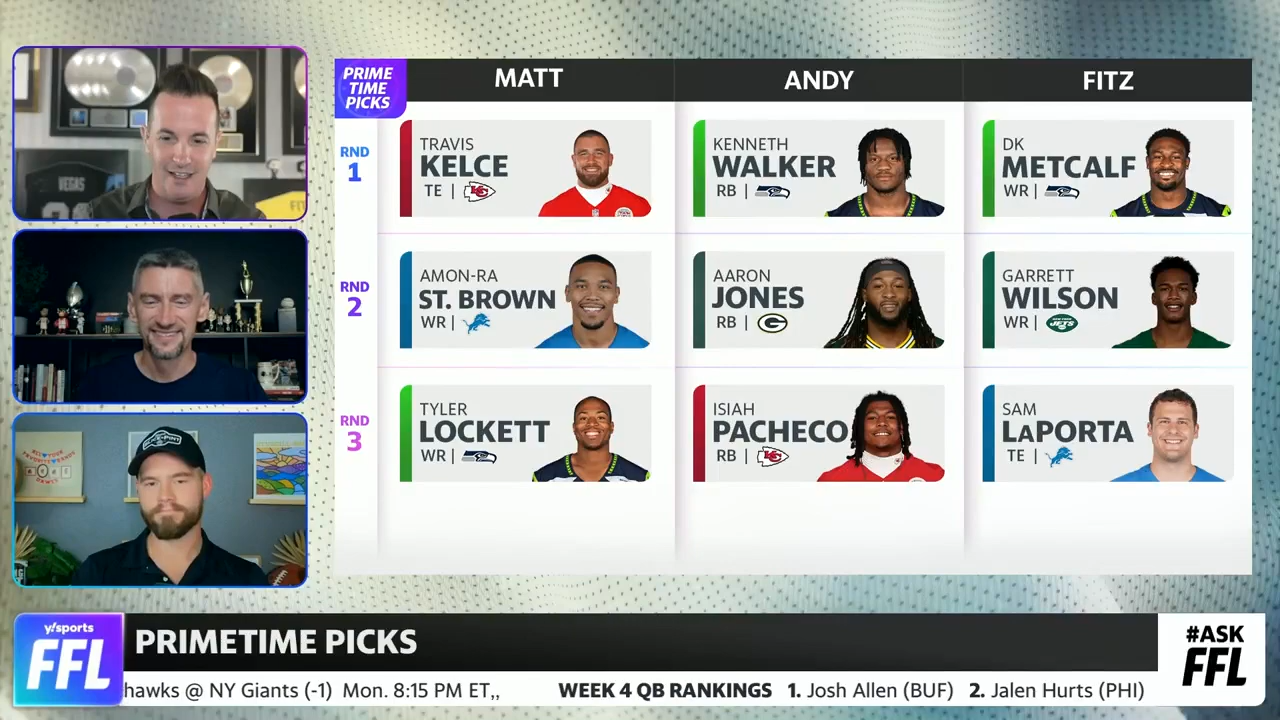 PRIME
TIME
PICKS
MATT
ANDY
FITZ
RND
1
TRAVIS
KELCE
TE |
KENNETH
WALKER
RB |
DK
METCALF
WR |
RND
2
AMON-RA
ST. BROWN
WR |
AARON
JONES
RB |
GARRETT
WILSON
WR |
RND
3
TYLER
LOCKETT
WR |
ISIAH
PACHECO
RB |
SAM
LAPORTA
TE |
VEGAS
y!sports
FFL
PRIMETIME PICKS
#ASK
FFL
hawks @ NY Giants (-1) Mon. 8:15 PM ET,, WEEK 4 QB RANKINGS 1. Josh Allen (BUF) 2. Jalen Hurts (PHI)